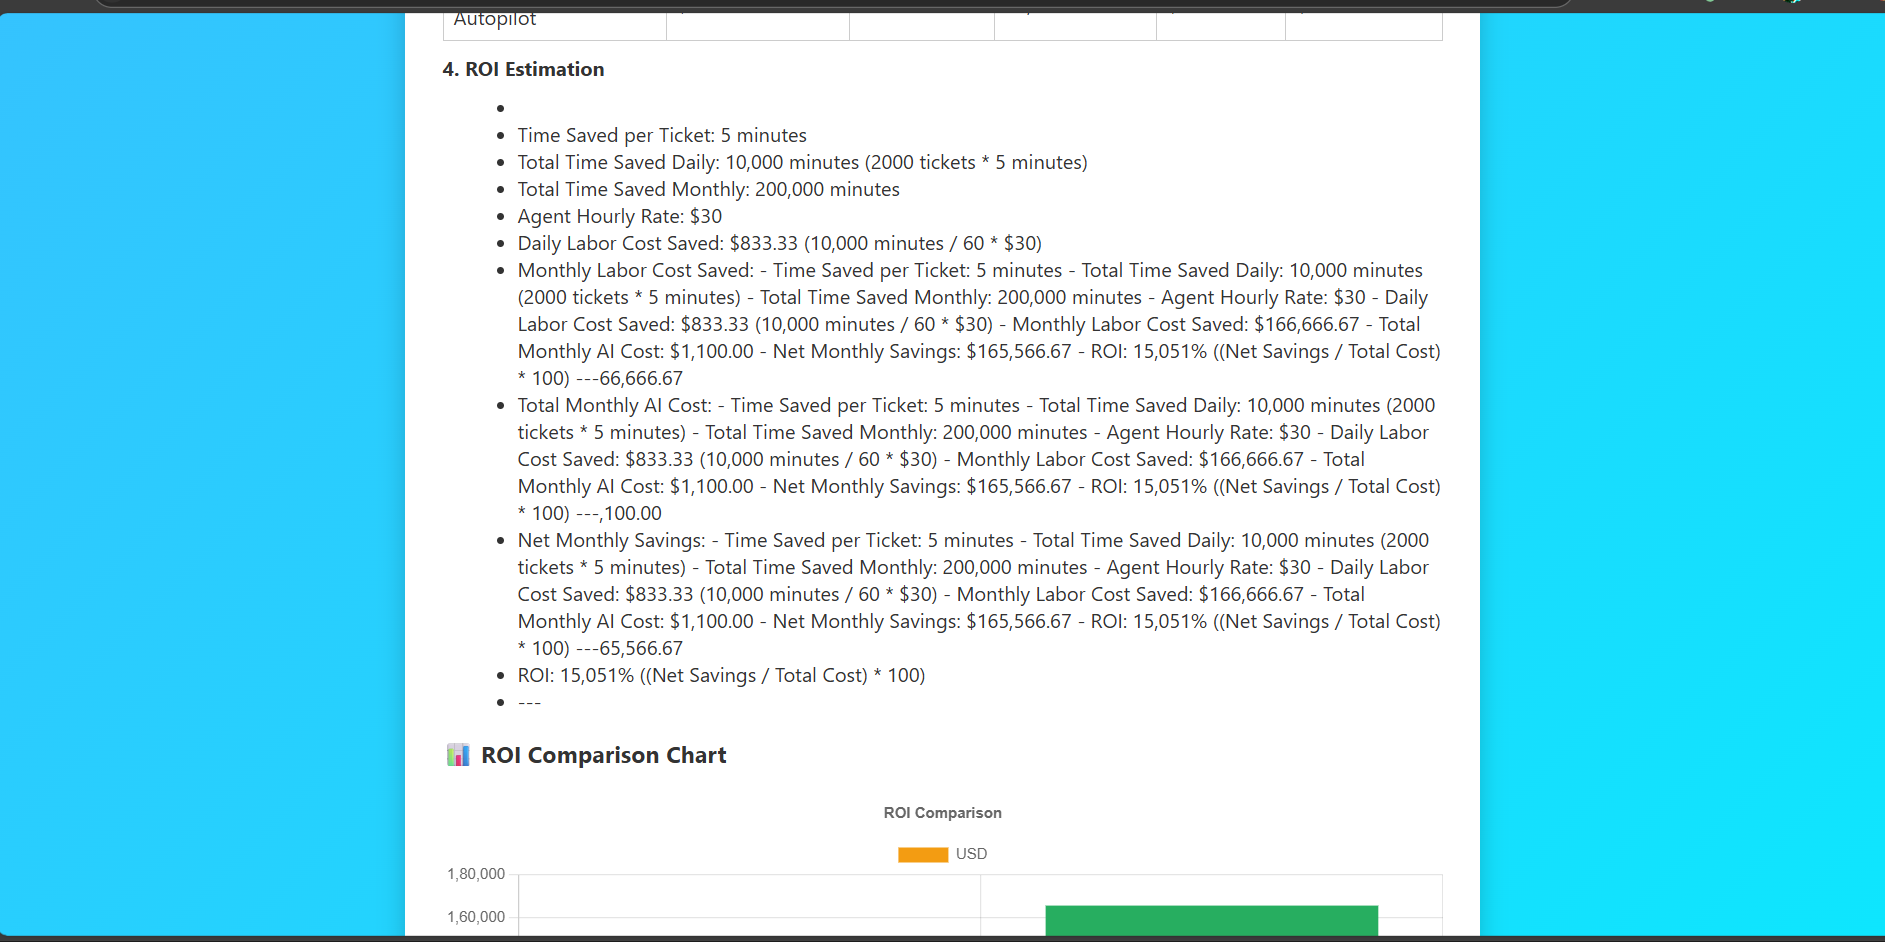 Autopilot
4. ROI Estimation
Time Saved per Ticket: 5 minutes
Total Time Saved Daily: 10,000 minutes (2000 tickets * 5 minutes)
Total Time Saved Monthly: 200,000 minutes
Agent Hourly Rate: $30
Daily Labor Cost Saved: $833.33 (10,000 minutes / 60 * $30)
Monthly Labor Cost Saved: - Time Saved per Ticket: 5 minutes - Total Time Saved Daily: 10,000 minutes
(2000 tickets * 5 minutes) - Total Time Saved Monthly: 200,000 minutes - Agent Hourly Rate: $30 - Daily
Labor Cost Saved: $833.33 (10,000 minutes / 60 * $30) - Monthly Labor Cost Saved: $166,666.67 - Total
Monthly AI Cost: $1,100.00 - Net Monthly Savings: $165,566.67 - ROI: 15,051% ((Net Savings / Total Cost)
* 100) ---66,666.67
Total Monthly AI Cost: - Time Saved per Ticket: 5 minutes - Total Time Saved Daily: 10,000 minutes (2000
tickets * 5 minutes) - Total Time Saved Monthly: 200,000 minutes - Agent Hourly Rate: $30 - Daily Labor
Cost Saved: $833.33 (10,000 minutes / 60 * $30) - Monthly Labor Cost Saved: $166,666.67 - Total
Monthly AI Cost: $1,100.00 - Net Monthly Savings: $165,566.67 - ROI: 15,051% ((Net Savings / Total Cost)
* 100) ---,100.00
Net Monthly Savings: - Time Saved per Ticket: 5 minutes - Total Time Saved Daily: 10,000 minutes (2000
tickets * 5 minutes) - Total Time Saved Monthly: 200,000 minutes - Agent Hourly Rate: $30 - Daily Labor
Cost Saved: $833.33 (10,000 minutes / 60 * $30) - Monthly Labor Cost Saved: $166,666.67 - Total
Monthly AI Cost: $1,100.00 - Net Monthly Savings: $165,566.67 - ROI: 15,051% ((Net Savings / Total Cost)
* 100) ---65,566.67
ROI: 15,051% ((Net Savings / Total Cost) * 100)
---
ROI Comparison Chart
ROI Comparison
USD
1,80,000
1,60,000